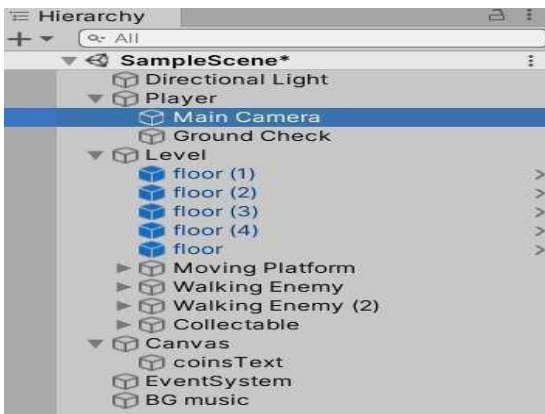 Hierarchy
All
SampleScene*
Directional Light
Player
Main Camera
Ground Check
Level
floor (1)
floor (2)
floor (3)
floor (4)
floor
Moving Platform
Walking Enemy
Walking Enemy (2)
Collectable
Canvas
coinsText
EventSystem
BG music